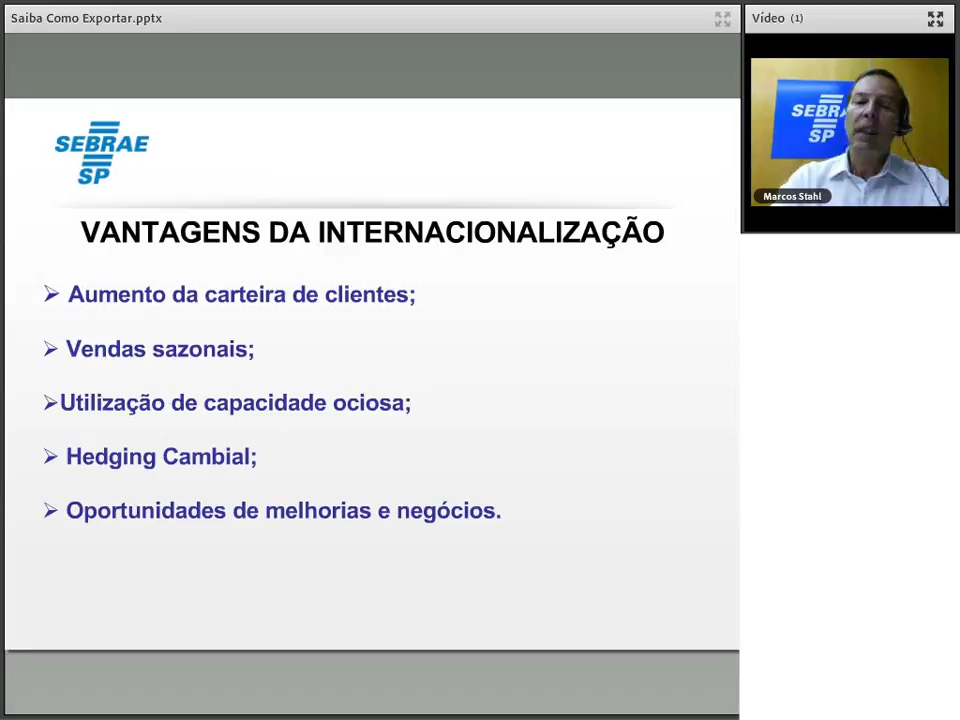 Saiba Como Exportar.pptx
Vídeo (1)
SEBRAE
SP
SEBRAE
SP
Marcos Stahl
VANTAGENS DA INTERNACIONALIZAÇÃO
➢ Aumento da carteira de clientes;
➢ Vendas sazonais;
➢Utilização de capacidade ociosa;
➢ Hedging Cambial;
➢ Oportunidades de melhorias e negócios.